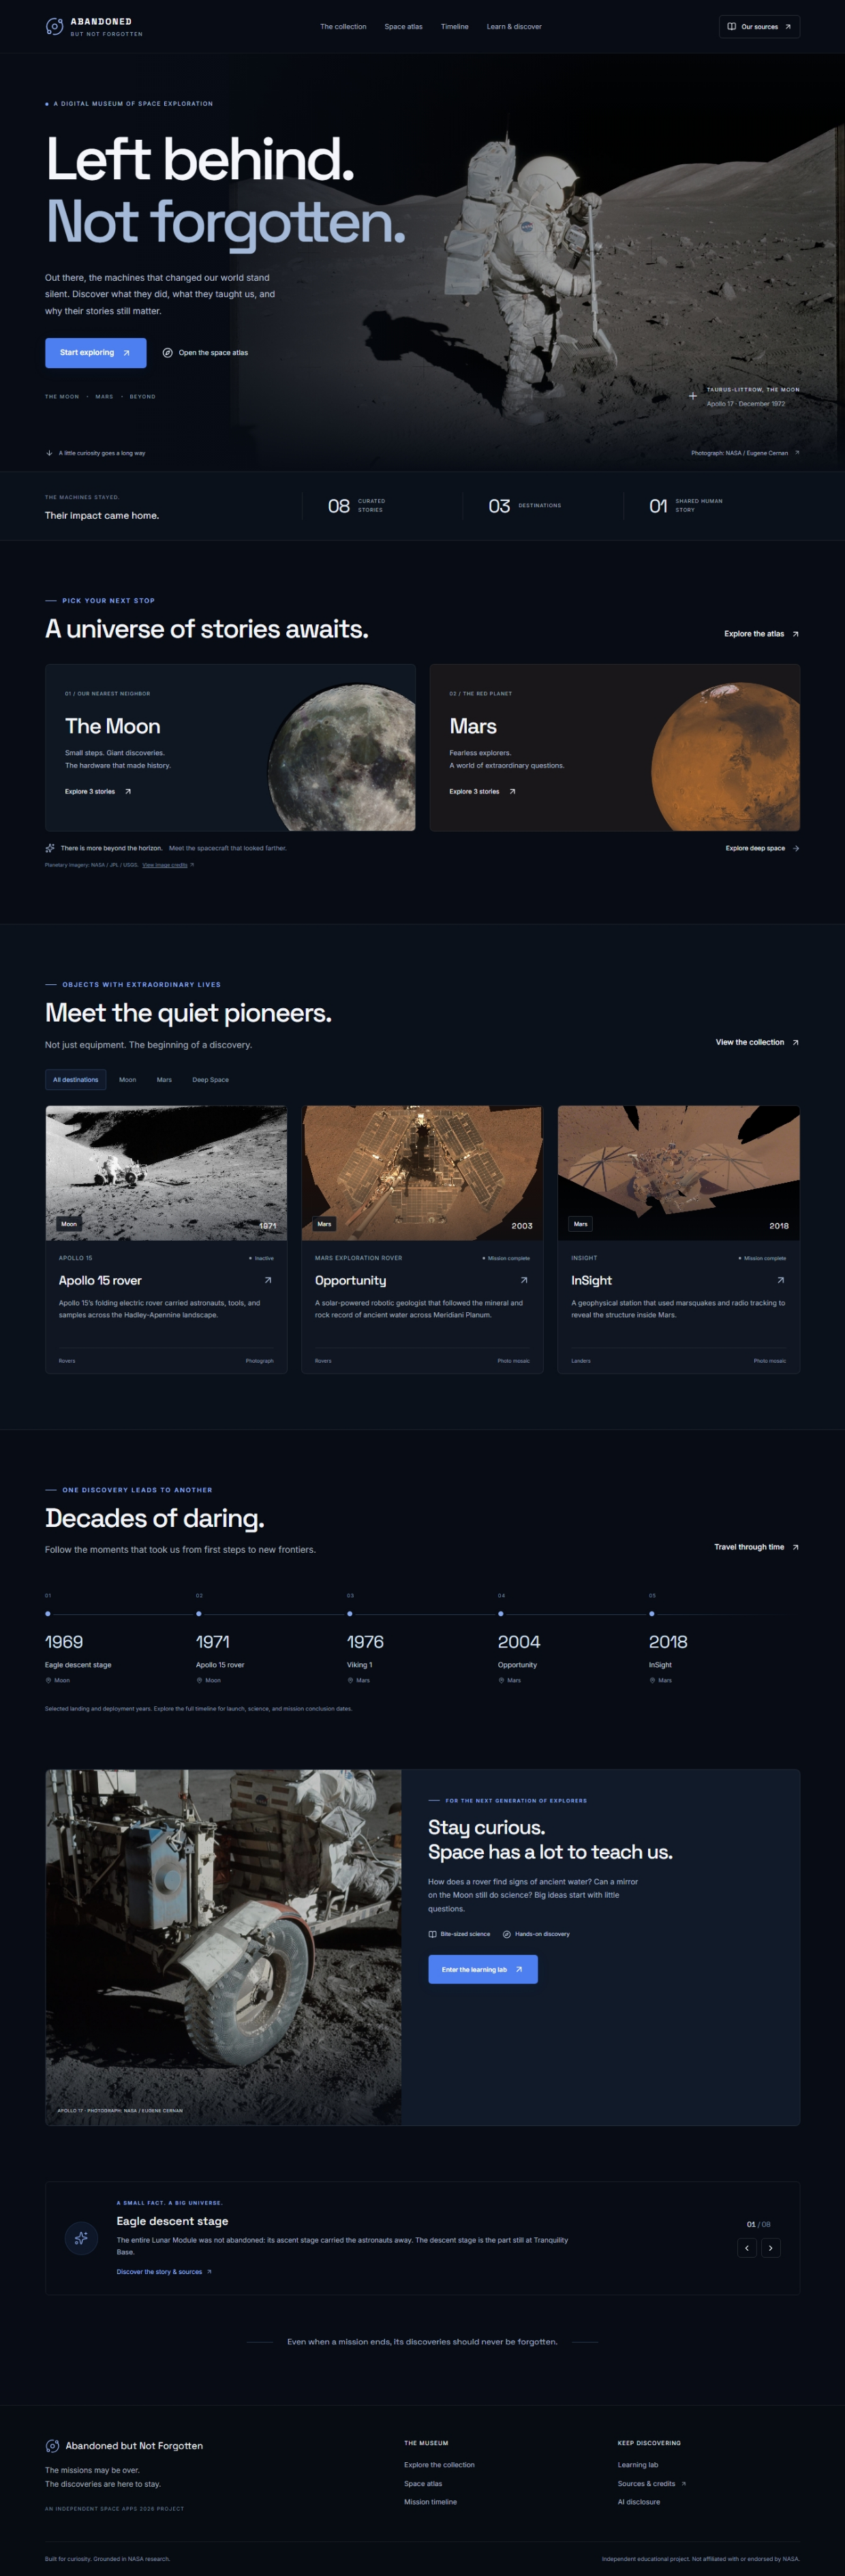 ABANDONED
BUT NOT FORGOTTEN
The collection
Space atlas
Timeline
Learn & discover
Our sources
A DIGITAL MUSEUM OF SPACE EXPLORATION
Left behind.
Not forgotten.
Out there, the machines that changed our world stand
silent. Discover what they did, what they taught us, and
why their stories still matter.
Start exploring
Open the space atlas
THE MOON • MARS • BEYOND
TAURUS-LITTROW, THE MOON
Apollo 17 · December 1972
A little curiosity goes a long way
Photograph: NASA / Eugene Cernan
THE MACHINES STAYED.
Their impact came home.
08 CURATED
STORIES
03 DESTINATIONS
01 SHARED HUMAN
STORY
PICK YOUR NEXT STOP
A universe of stories awaits.
Explore the atlas
01 / OUR NEAREST NEIGHBOR
The Moon
Small steps. Giant discoveries.
The hardware that made history.
Explore 3 stories
02 / THE RED PLANET
Mars
Fearless explorers.
A world of extraordinary questions.
Explore 3 stories
There is more beyond the horizon. Meet the spacecraft that looked farther.
Explore deep space
Planetary imagery: NASA / JPL / USGS. View image credits
OBJECTS WITH EXTRAORDINARY LIVES
Meet the quiet pioneers.
Not just equipment. The beginning of a discovery.
View the collection
All destinations
Moon
Mars
Deep Space
Moon
1971
APOLLO 15
Inactive
Apollo 15 rover
Apollo 15's folding electric rover carried astronauts, tools, and
samples across the Hadley-Apennine landscape.
Rovers
Photograph
Mars
2003
MARS EXPLORATION ROVER
Mission complete
Opportunity
A solar-powered robotic geologist that followed the mineral and
rock record of ancient water across Meridiani Planum.
Rovers
Photo mosaic
Mars
2018
INSIGHT
Mission complete
InSight
A geophysical station that used marsquakes and radio tracking to
reveal the structure inside Mars.
Landers
Photo mosaic
ONE DISCOVERY LEADS TO ANOTHER
Decades of daring.
Follow the moments that took us from first steps to new frontiers.
Travel through time
01
1969
Eagle descent stage
Moon
02
1971
Apollo 15 rover
Moon
03
1976
Viking 1
Mars
04
2004
Opportunity
Mars
05
2018
InSight
Mars
Selected landing and deployment years. Explore the full timeline for launch, science, and mission conclusion dates.
APOLLO 17 · PHOTOGRAPH: NASA / EUGENE CERNAN
FOR THE NEXT GENERATION OF EXPLORERS
Stay curious.
Space has a lot to teach us.
How does a rover find signs of ancient water? Can a mirror
on the Moon still do science? Big ideas start with little
questions.
Bite-sized science
Hands-on discovery
Enter the learning lab
A SMALL FACT. A BIG UNIVERSE.
Eagle descent stage
The entire Lunar Module was not abandoned: its ascent stage carried the astronauts away. The descent stage is the part still at Tranquility
Base.
Discover the story & sources
01 / 08
Even when a mission ends, its discoveries should never be forgotten.
Abandoned but Not Forgotten
The missions may be over.
The discoveries are here to stay.
AN INDEPENDENT SPACE APPS 2026 PROJECT
THE MUSEUM
Explore the collection
Space atlas
Mission timeline
KEEP DISCOVERING
Learning lab
Sources & credits
AI disclosure
Built for curiosity. Grounded in NASA research.
Independent educational project. Not affiliated with or endorsed by NASA.